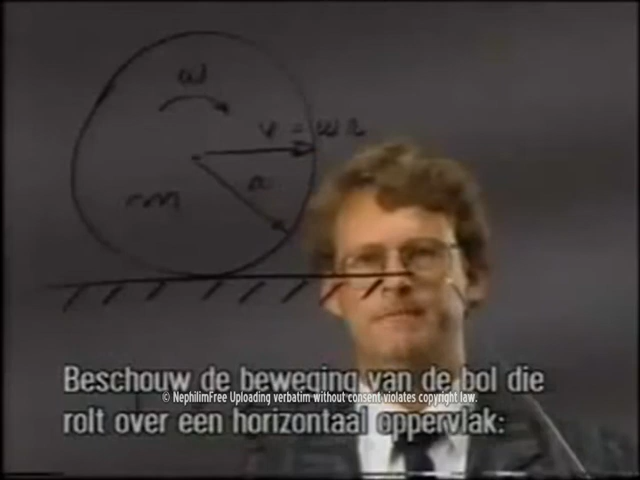 ω
v = ωR
R
m
Beschouw de beweging van de bol die
© NephilimFree Uploading verbatim without consent violates copyright law.
rolt over een horizontaal oppervlak: